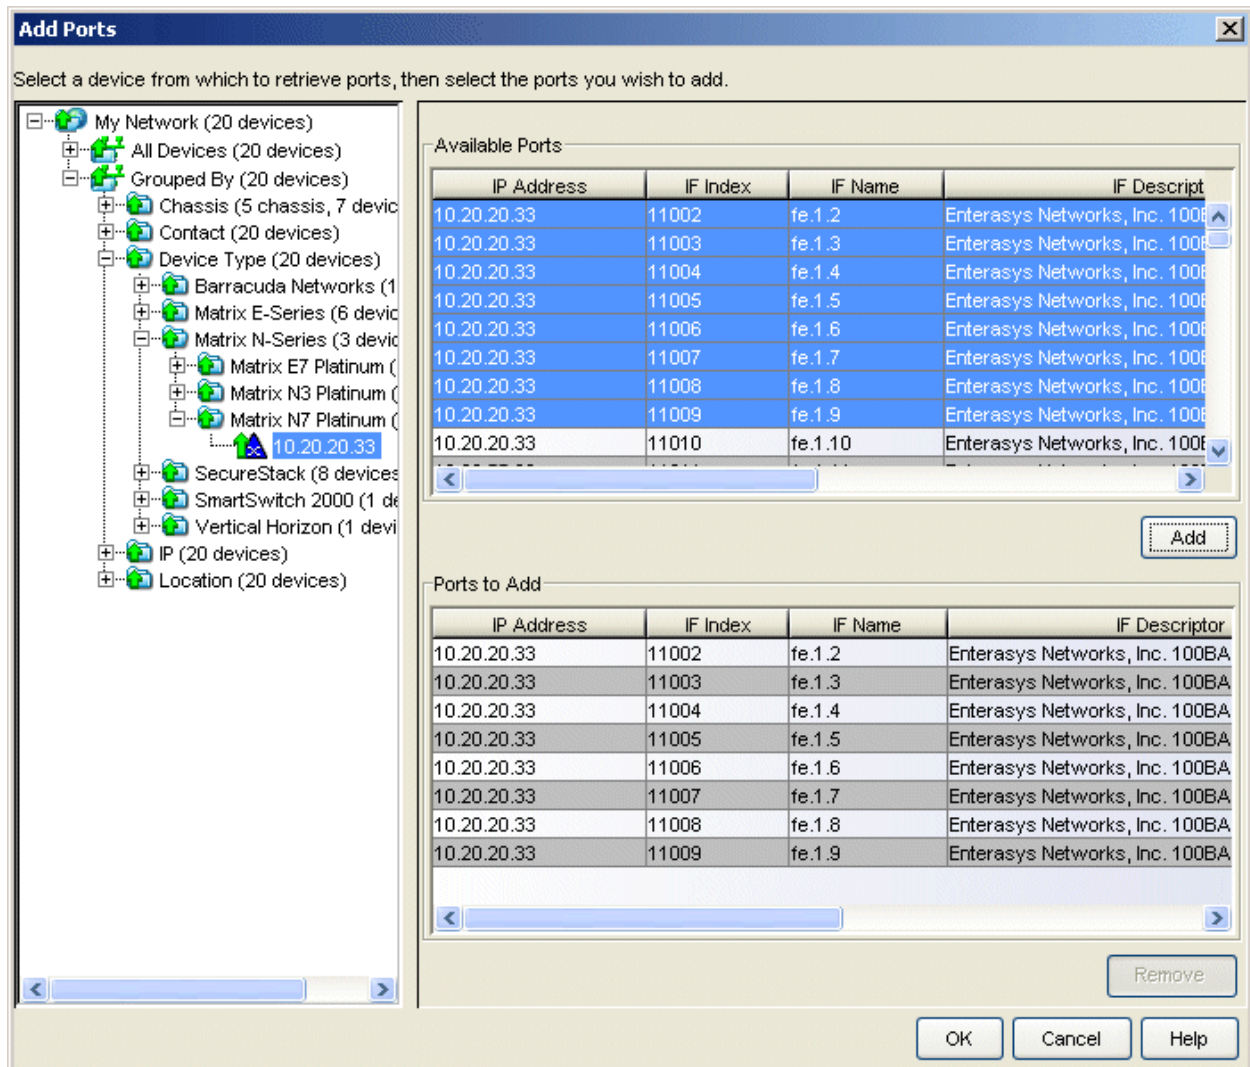 Add Ports
Select a device from which to retrieve ports, then select the ports you wish to add.
My Network (20 devices)
All Devices (20 devices)
Grouped By (20 devices)
Chassis (5 chassis, 7 devic
Contact (20 devices)
Device Type (20 devices)
Barracuda Networks (1
Matrix E-Series (6 devic
Matrix N-Series (3 devic
Matrix E7 Platinum (
Matrix N3 Platinum (
Matrix N7 Platinum (
10.20.20.33
SecureStack (8 devices
SmartSwitch 2000 (1 de
Vertical Horizon (1 devi
IP (20 devices)
Location (20 devices)
Available Ports
IP Address IF Index IF Name IF Descript
10.20.20.33 11002 fe.1.2 Enterasys Networks, Inc. 100B
10.20.20.33 11003 fe.1.3 Enterasys Networks, Inc. 100B
10.20.20.33 11004 fe.1.4 Enterasys Networks, Inc. 100B
10.20.20.33 11005 fe.1.5 Enterasys Networks, Inc. 100B
10.20.20.33 11006 fe.1.6 Enterasys Networks, Inc. 100B
10.20.20.33 11007 fe.1.7 Enterasys Networks, Inc. 100B
10.20.20.33 11008 fe.1.8 Enterasys Networks, Inc. 100B
10.20.20.33 11009 fe.1.9 Enterasys Networks, Inc. 100B
10.20.20.33 11010 fe.1.10 Enterasys Networks, Inc. 100B
Add
Ports to Add
IP Address IF Index IF Name IF Descriptor
10.20.20.33 11002 fe.1.2 Enterasys Networks, Inc. 100BA
10.20.20.33 11003 fe.1.3 Enterasys Networks, Inc. 100BA
10.20.20.33 11004 fe.1.4 Enterasys Networks, Inc. 100BA
10.20.20.33 11005 fe.1.5 Enterasys Networks, Inc. 100BA
10.20.20.33 11006 fe.1.6 Enterasys Networks, Inc. 100BA
10.20.20.33 11007 fe.1.7 Enterasys Networks, Inc. 100BA
10.20.20.33 11008 fe.1.8 Enterasys Networks, Inc. 100BA
10.20.20.33 11009 fe.1.9 Enterasys Networks, Inc. 100BA
Remove
OK Cancel Help